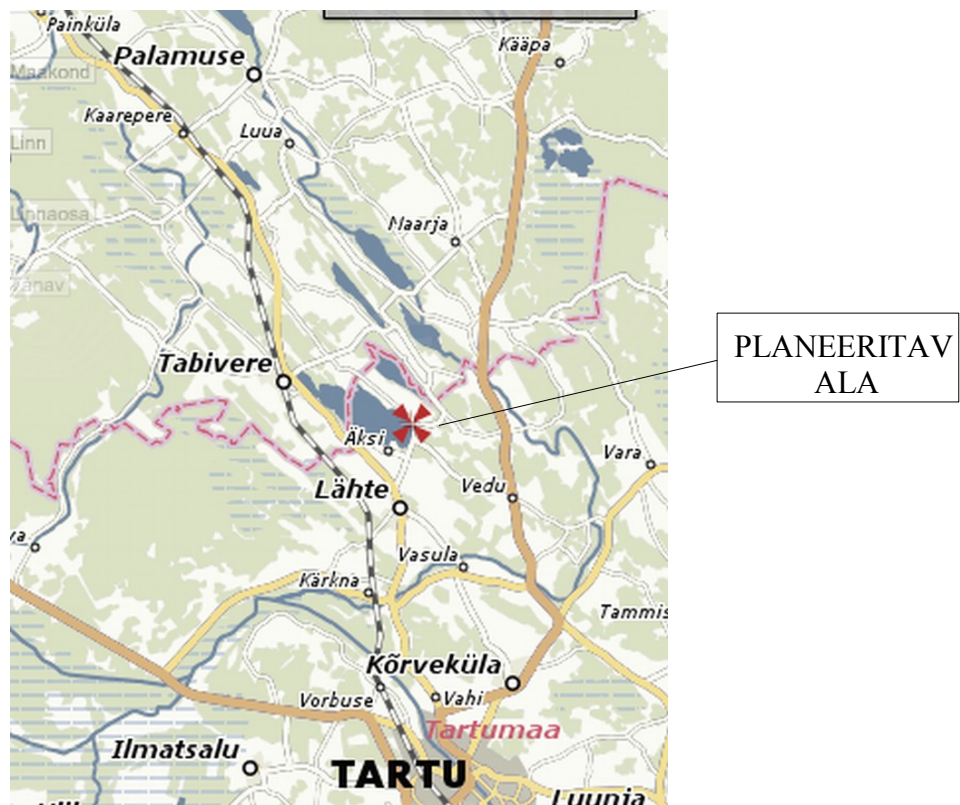 Painküla
Kääpa
Palamuse
Maakond
Kaarepere
Luua
Linn
Linnaosa
Naarja
PLANEERITAV
ALA
Tabivere
Äksi
Vara
Lähte
Vedu
Vasula
Kärkna
Tammis
Kõrveküla
Vorbuse
Vahi
Tartumaa
Ilmatsalu
TARTU
Luunja